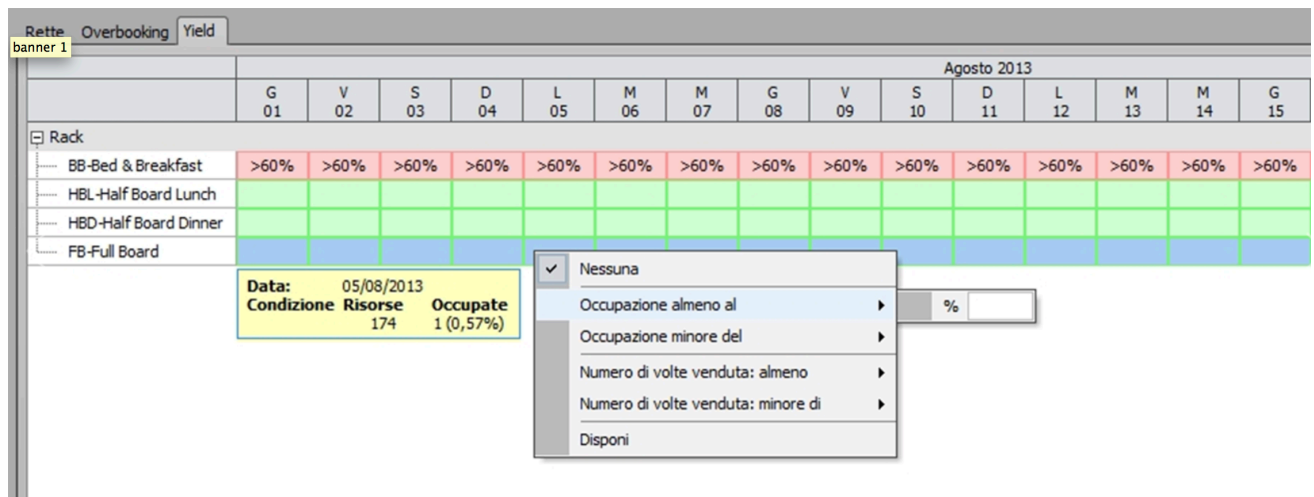 Rette Overbooking Yield
banner 1
Agosto 2013
G V S D L M M G V S D L M M G
01 02 03 04 05 06 07 08 09 10 11 12 13 14 15
Rack
BB-Bed & Breakfast >60% >60% >60% >60% >60% >60% >60% >60% >60% >60% >60% >60% >60% >60% >60%
HBL-Half Board Lunch
HBD-Half Board Dinner
FB-Full Board
Data: 05/08/2013
Condizione Risorse Occupate
174 1 (0,57%)
Nessuna
Occupazione almeno al %
Occupazione minore del
Numero di volte venduta: almeno
Numero di volte venduta: minore di
Disponi